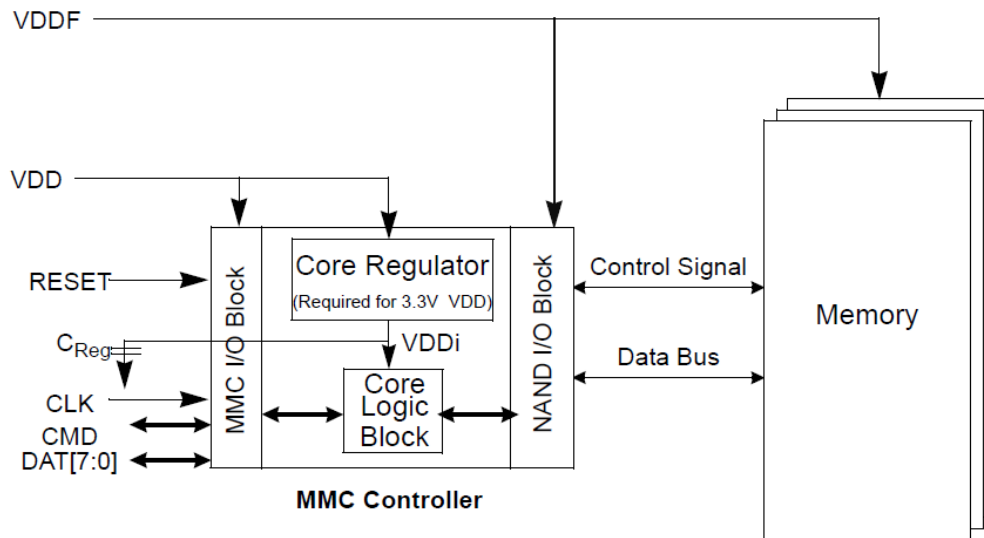 VDDF
VDD
RESET
CReg
CLK
CMD
DAT[7:0]
MMC I/O Block
Core Regulator
(Required for 3.3V VDD)
VDDi
Core
Logic
Block
NAND I/O Block
Control Signal
Data Bus
Memory
MMC Controller